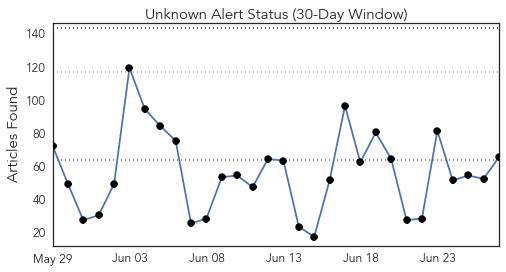 Unknown Alert Status (30-Day Window)
Articles Found
140
120
100
80
60
40
20
May 29
Jun 03
Jun 08
Jun 13
Jun 18
Jun 23